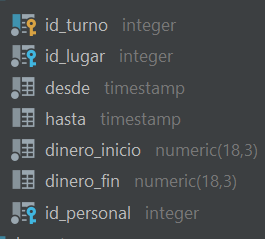 id_turno integer
id_lugar integer
desde timestamp
hasta timestamp
dinero_inicio numeric(18,3)
dinero_fin numeric(18,3)
id_personal integer